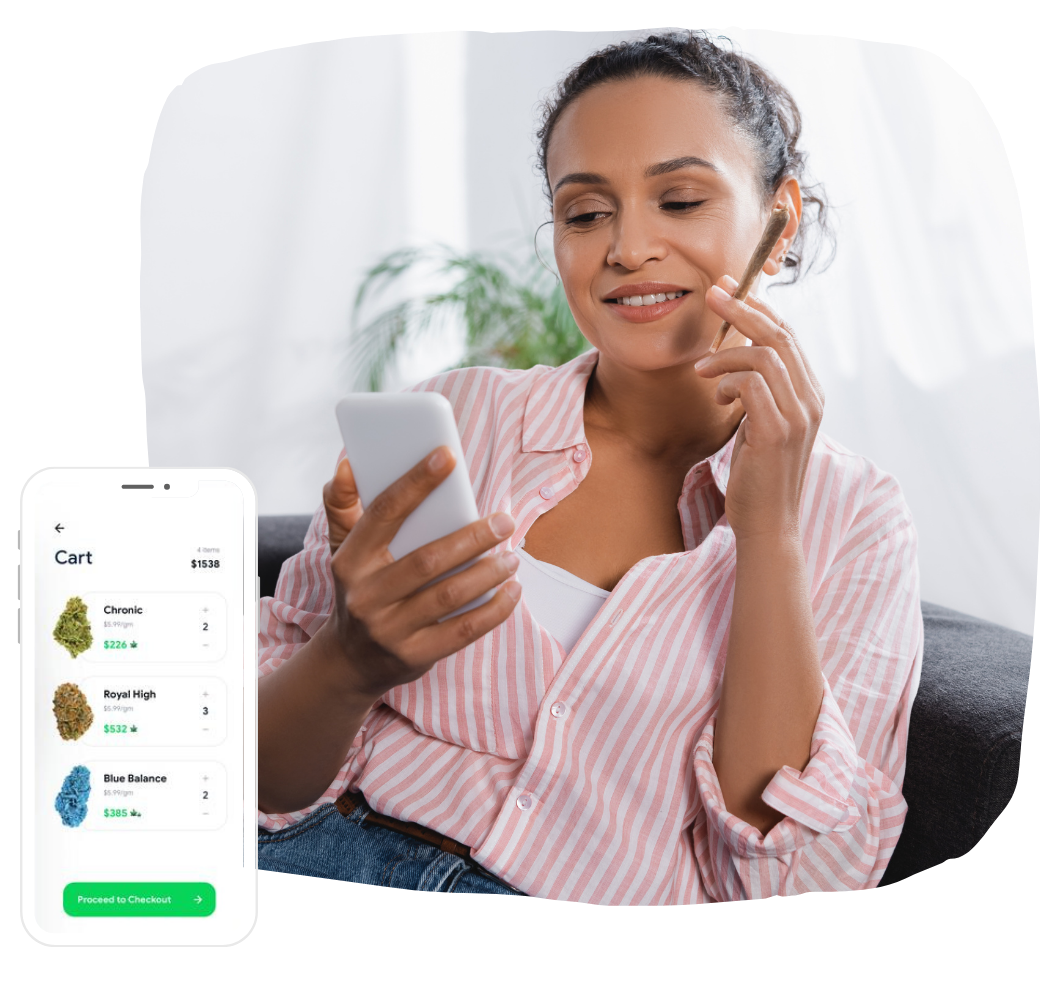 Cart
4 items
$1538
Chronic
$5.99/gm
$226
+
2
−
Royal High
$5.99/gm
$532
+
3
−
Blue Balance
$5.99/gm
$385
+
2
−
Proceed to Checkout